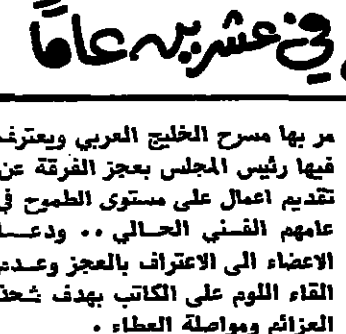 في عشرين عاما
مر بها مسرح الخليج العربي ويعترف
فيها رئيس المجلس بعجز الفرقة عن
تقديم اعمال على مستوى الطموح في
عامهم الفني الحالي .. ودعا
الاعضاء الى الاعتراف بالعجز وعدم
القاء اللوم على الكاتب بهدف شحذ
العزائم ومواصلة العطاء .